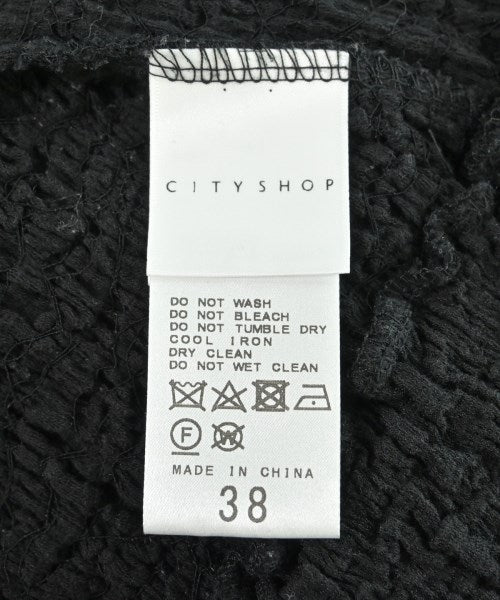 CITYSHOP
DO NOT WASH
DO NOT BLEACH
DO NOT TUMBLE DRY
COOL IRON
DRY CLEAN
DO NOT WET CLEAN
F W
MADE IN CHINA
38